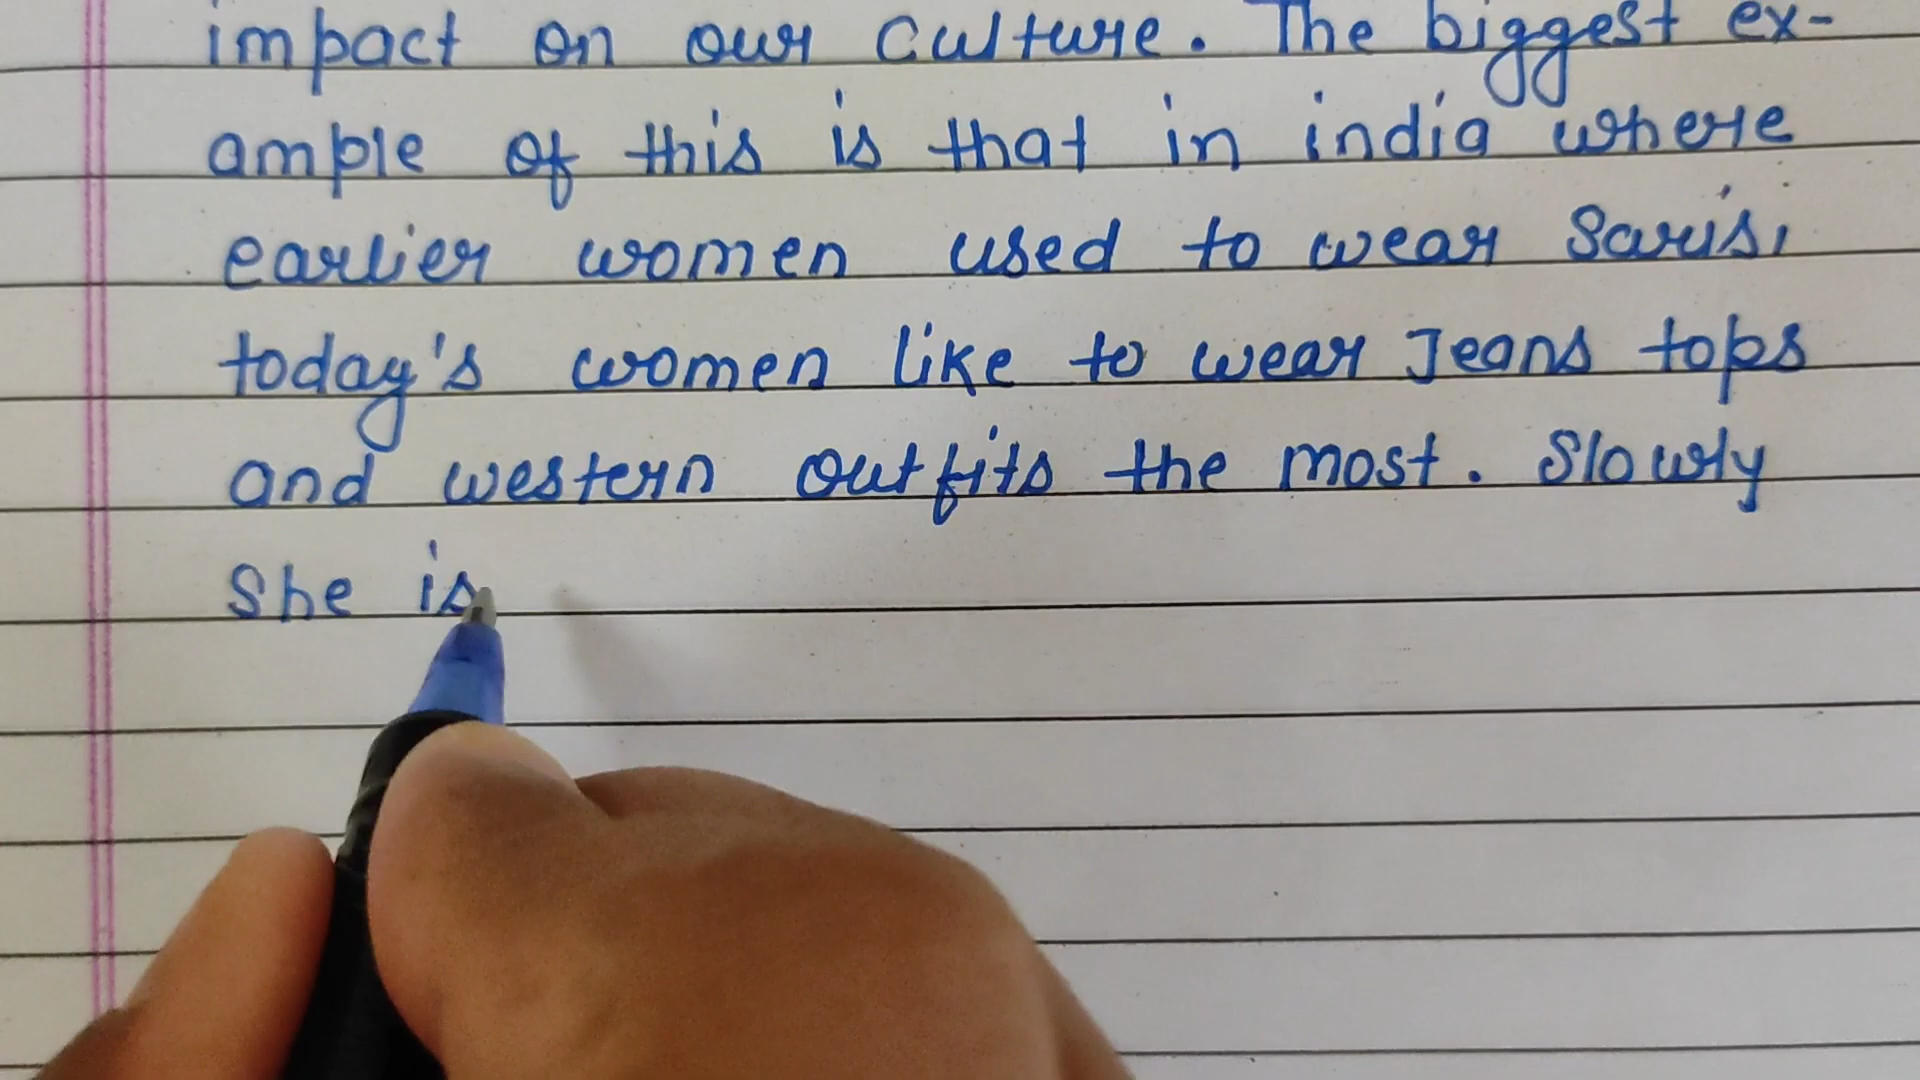 impact on our culture. The biggest ex-
ample of this is that in india where
earlier women used to wear Saris,
today's women like to wear Jeans tops
and western outfits the most. Slowly
She is